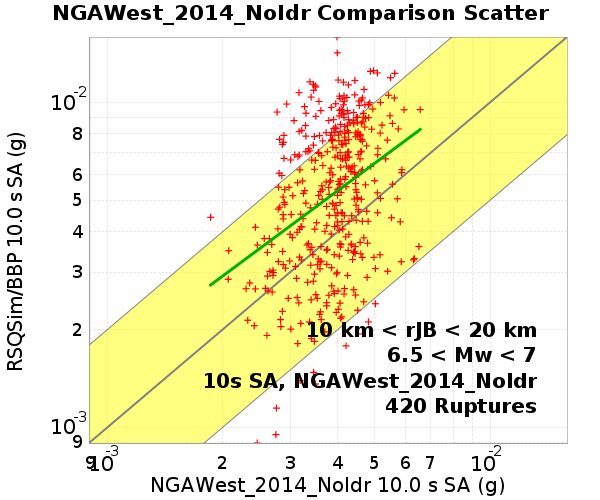 NGAWest_2014_NoIdr Comparison Scatter
RSQSim/BBP 10.0 s SA (g)
10^-2
8
6
5
4
3
2
10^-3
9
10 km < rJB < 20 km
6.5 < Mw < 7
10s SA, NGAWest_2014_NoIdr
420 Ruptures
9 10^-3 2 3 4 5 6 7 10^-2
NGAWest_2014_NoIdr 10.0 s SA (g)